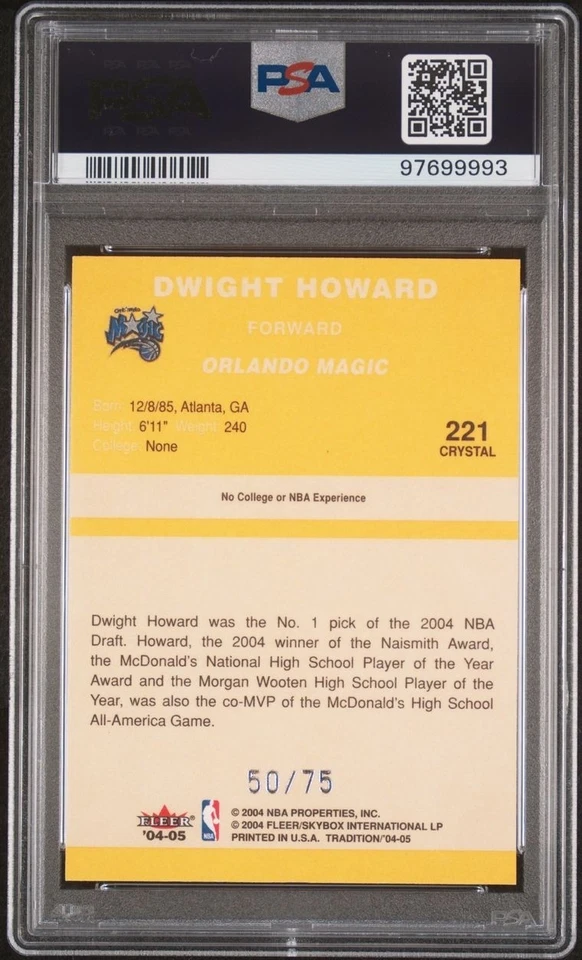 PSA
97699993
DWIGHT HOWARD
Orlando
Magic
FORWARD
ORLANDO MAGIC
Born: 12/8/85, Atlanta, GA
Height: 6'11" Weight: 240
College: None
221
CRYSTAL
No College or NBA Experience
Dwight Howard was the No. 1 pick of the 2004 NBA
Draft. Howard, the 2004 winner of the Naismith Award,
the McDonald's National High School Player of the Year
Award and the Morgan Wooten High School Player of the
Year, was also the co-MVP of the McDonald's High School
All-America Game.
50/75
FLEER
'04-05
NBA
© 2004 NBA PROPERTIES, INC.
© 2004 FLEER/SKYBOX INTERNATIONAL LP
PRINTED IN U.S.A. TRADITION/'04-05
PSA